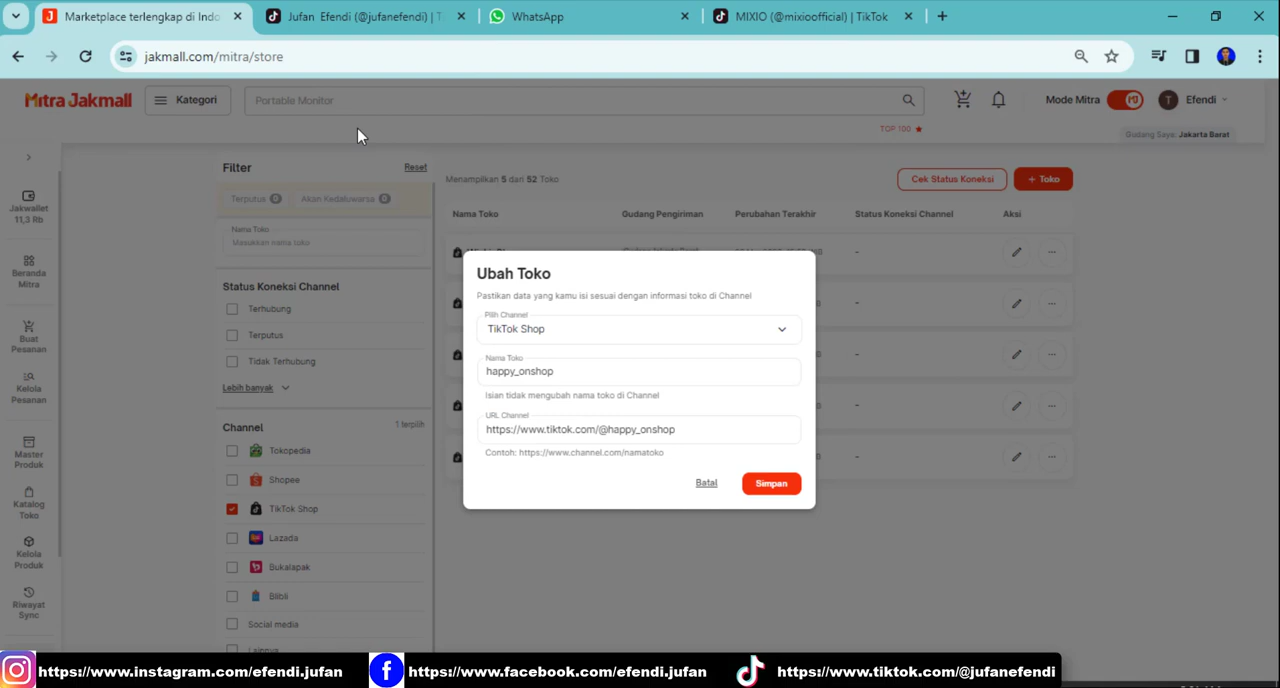 Marketplace terlengkap di Indo
Jufan Efendi (@jufanefendi) | T
WhatsApp
MIXIO (@mixioofficial) | TikTok
jakmall.com/mitra/store
Mitra Jakmall
Kategori
Portable Monitor
Mode Mitra
T
Efendi
TOP 100
Gudang Saya: Jakarta Barat
Jakwallet
11,3 Rb
Beranda
Mitra
Buat
Pesanan
Kelola
Pesanan
Master
Produk
Katalog
Toko
Kelola
Produk
Riwayat
Sync
Filter
Reset
Terputus 0
Akan Kedaluwarsa 0
Nama Toko
Masukkan nama toko
Status Koneksi Channel
Terhubung
Terputus
Tidak Terhubung
Lebih banyak
Channel
1 terpilih
Tokopedia
Shopee
TikTok Shop
Lazada
Bukalapak
Blibli
Social media
Lainnya
Menampilkan 5 dari 52 Toko
Cek Status Koneksi
+ Toko
Nama Toko
Gudang Pengiriman
Perubahan Terakhir
Status Koneksi Channel
Aksi
Ubah Toko
Pastikan data yang kamu isi sesuai dengan informasi toko di Channel
Pilih Channel
TikTok Shop
Nama Toko
happy_onshop
Isian tidak mengubah nama toko di Channel
URL Channel
https://www.tiktok.com/@happy_onshop
Contoh: https://www.channel.com/namatoko
Batal
Simpan
https://www.instagram.com/efendi.jufan
https://www.facebook.com/efendi.jufan
https://www.tiktok.com/@jufanefendi